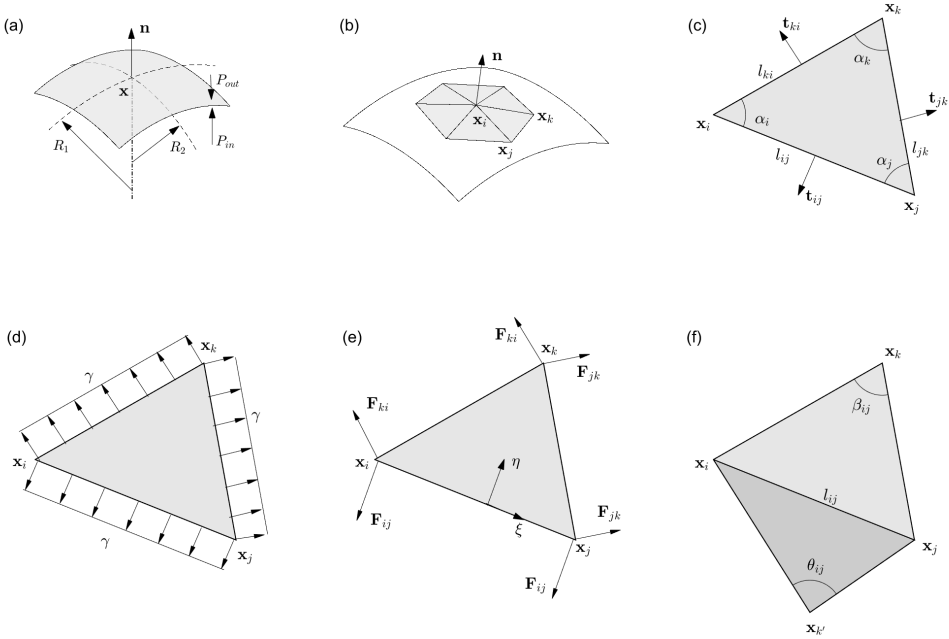 (a)
n
P_out
x
P_in
R_1
R_2
(b)
n
x_i
x_k
x_j
(c)
x_k
t_ki
l_ki
α_k
t_jk
x_i
α_i
l_ij
α_j
l_jk
t_ij
x_j
(d)
x_k
γ
γ
x_i
γ
x_j
(e)
F_ki
x_k
F_jk
F_ki
x_i
η
F_ij
ξ
F_jk
x_j
F_ij
(f)
x_k
β_ij
x_i
l_ij
x_j
θ_ij
x_k'